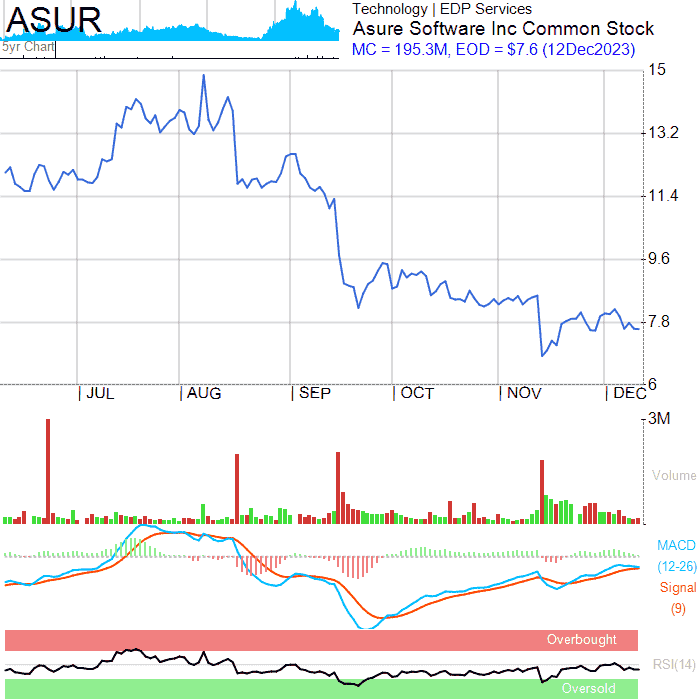 ASUR
5yr Chart
Technology | EDP Services
Asure Software Inc Common Stock
MC = 195.3M, EOD = $7.6 (12Dec2023)
15
13.2
11.4
9.6
7.8
6
| JUL | AUG | SEP | OCT | NOV | DEC
3M
Volume
MACD
(12-26)
Signal
(9)
Overbought
RSI(14)
Oversold